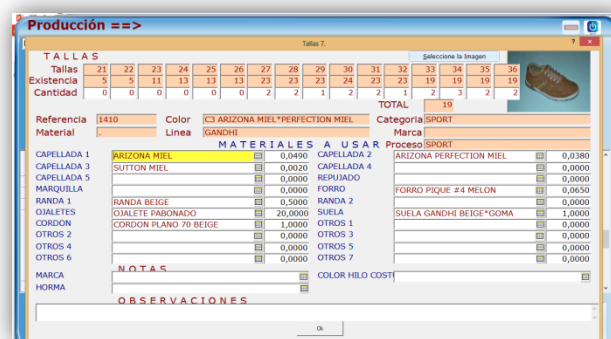 Producción ==>
Tallas 7.
? ×
TALLAS
Seleccione la Imagen
Tallas 21 22 23 24 25 26 27 28 29 30 31 32 33 34 35 36
Existencia 5 5 11 13 13 13 23 23 23 24 23 23 19 19 19 19
Cantidad 0 0 0 0 0 0 2 2 1 2 2 1 2 3 2 2
TOTAL 19
Referencia 1410 Color C3 ARIZONA MIEL*PERFECTION MIEL Categoria SPORT
Material . Linea GANDHI Marca
MATERIALES A USAR Proceso SPORT
CAPELLADA 1 ARIZONA MIEL 0,0490 CAPELLADA 2 ARIZONA PERFECTION MIEL 0,0380
CAPELLADA 3 SUTTON MIEL 0,0020 CAPELLADA 4 0,0000
CAPELLADA 5 0,0000 REPUJADO 0,0000
MARQUILLA 0,0000 FORRO FORRO PIQUE #4 MELON 0,0650
RANDA 1 RANDA BEIGE 0,5000 RANDA 2 0,0000
OJALETES OJALETE PABONADO 20,0000 SUELA SUELA GANDHI BEIGE*GOMA 1,0000
CORDON CORDON PLANO 70 BEIGE 1,0000 OTROS 1 0,0000
OTROS 2 0,0000 OTROS 3 0,0000
OTROS 4 0,0000 OTROS 5 0,0000
OTROS 6 0,0000 OTROS 7 0,0000
NOTAS
MARCA COLOR HILO COSTU
HORMA
OBSERVACIONES
Ok